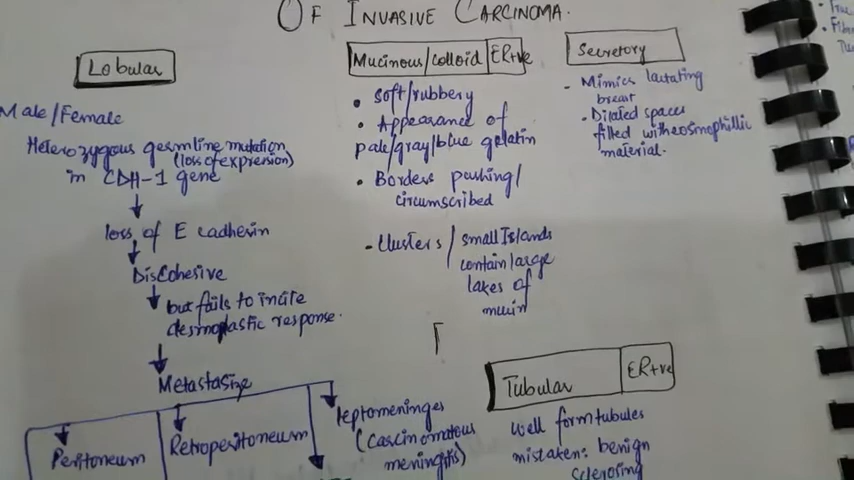 OF INVASIVE CARCINOMA.
Lobular
Male/Female
Heterozygous germline mutation
(loss of expression)
in CDH-1 gene
loss of E cadherin
DisCohesive
but fails to incite
desmoplastic response.
Metastasize
Peritoneum
Retroperitoneum
leptomeninges
(Carcinomatous
meningitis)
Mucinous/colloid ER+ve
• Soft/rubbery
• Appearance of
pale/gray/blue gelatin
• Borders pushing/
circumscribed
• Clusters/small Islands
contain large
lakes of
mucin
Secretory
• Mimics lactating
breast
• Dilated spaces
filled with eosinophillic
material.
Tubular ER+ve
Well form tubules
mistaken: benign
sclerosing